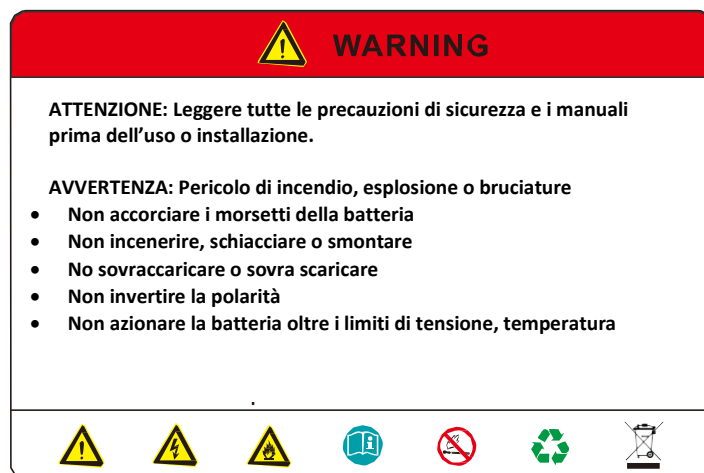 WARNING
ATTENZIONE: Leggere tutte le precauzioni di sicurezza e i manuali
prima dell’uso o installazione.
AVVERTENZA: Pericolo di incendio, esplosione o bruciature
• Non accorciare i morsetti della batteria
• Non incenerire, schiacciare o smontare
• No sovraccaricare o sovra scaricare
• Non invertire la polarità
• Non azionare la batteria oltre i limiti di tensione, temperatura
.